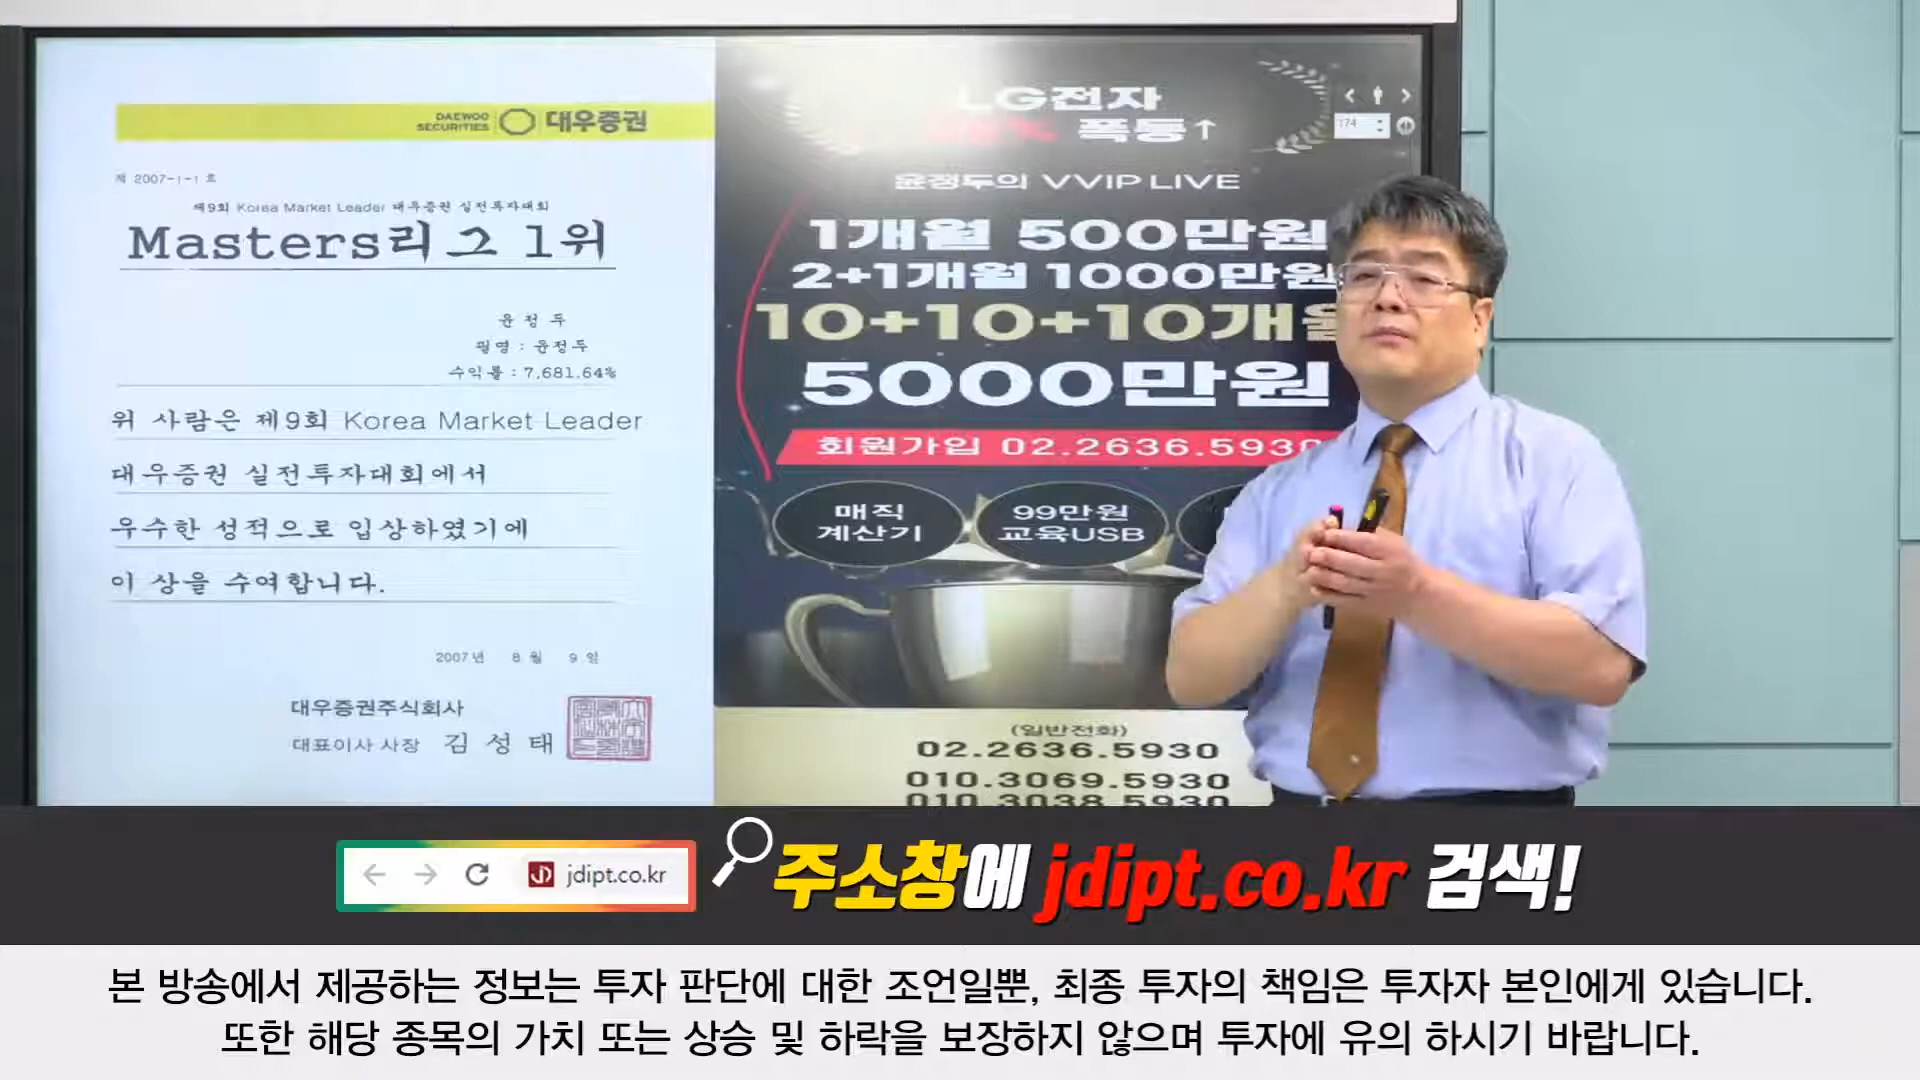 DAEWOO
SECURITIES 대우증권
제 2007-1-1 호
제9회 Korea Market Leader 대우증권 실전투자대회
Masters리그 1위
윤 정 두
필명 : 윤정두
수익률 : 7,681.64%
위 사람은 제9회 Korea Market Leader
대우증권 실전투자대회에서
우수한 성적으로 입상하였기에
이 상을 수여합니다.
2007년 8월 9일
대우증권주식회사
대표이사 사장 김 성 태
LG전자
폭등↑
174
윤정두의 VVIP LIVE
1개월 500만원
2+1개월 1000만원
10+10+10개월
5000만원
회원가입 02.2636.5930
매직
계산기
99만원
교육USB
(일반전화)
02.2636.5930
010.3069.5930
010.3038.5930
jdipt.co.kr
주소창에 jdipt.co.kr 검색!
본 방송에서 제공하는 정보는 투자 판단에 대한 조언일뿐, 최종 투자의 책임은 투자자 본인에게 있습니다.
또한 해당 종목의 가치 또는 상승 및 하락을 보장하지 않으며 투자에 유의 하시기 바랍니다.